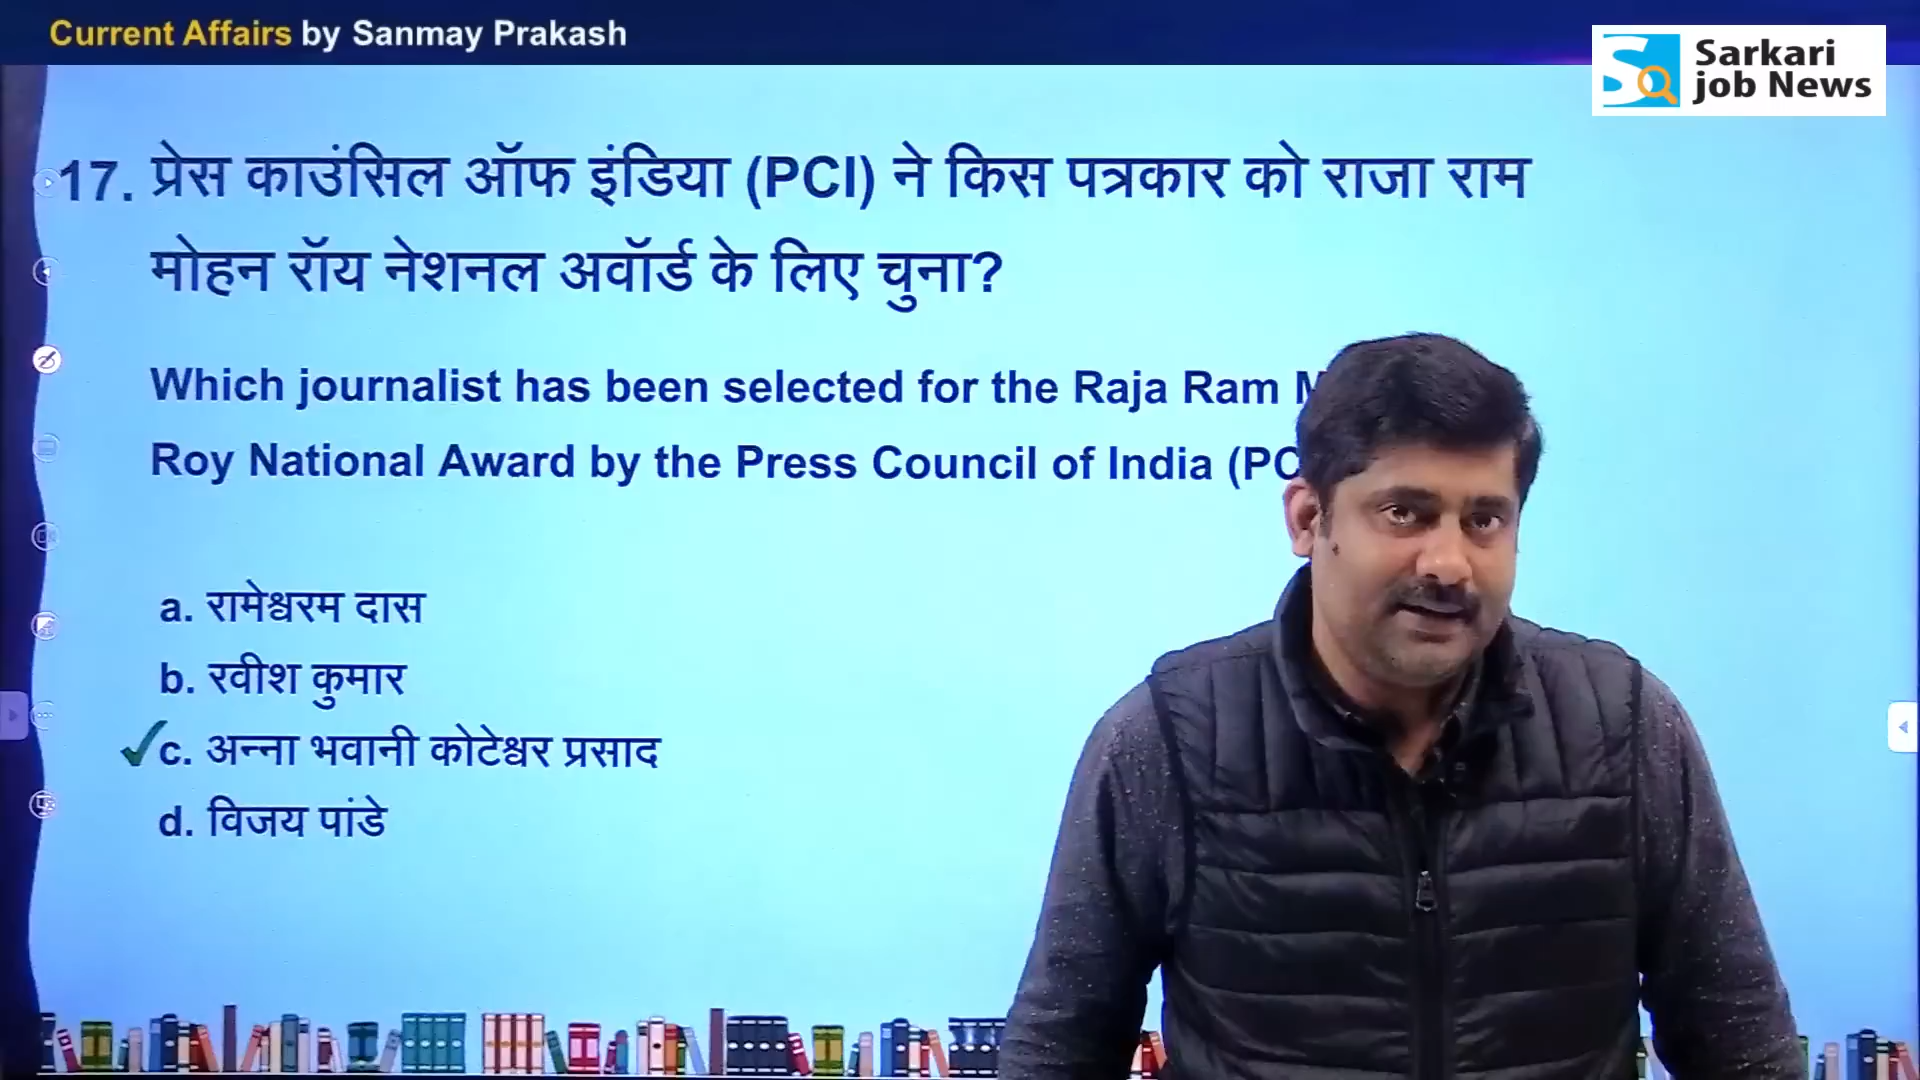 Current Affairs by Sanmay Prakash
Sarkari
job News
17. प्रेस काउंसिल ऑफ इंडिया (PCI) ने किस पत्रकार को राजा राम
मोहन रॉय नेशनल अवॉर्ड के लिए चुना?
Which journalist has been selected for the Raja Ram
Roy National Award by the Press Council of India
a. रामेश्वरम दास
b. रवीश कुमार
c. अन्ना भवानी कोटेश्वर प्रसाद
d. विजय पांडे